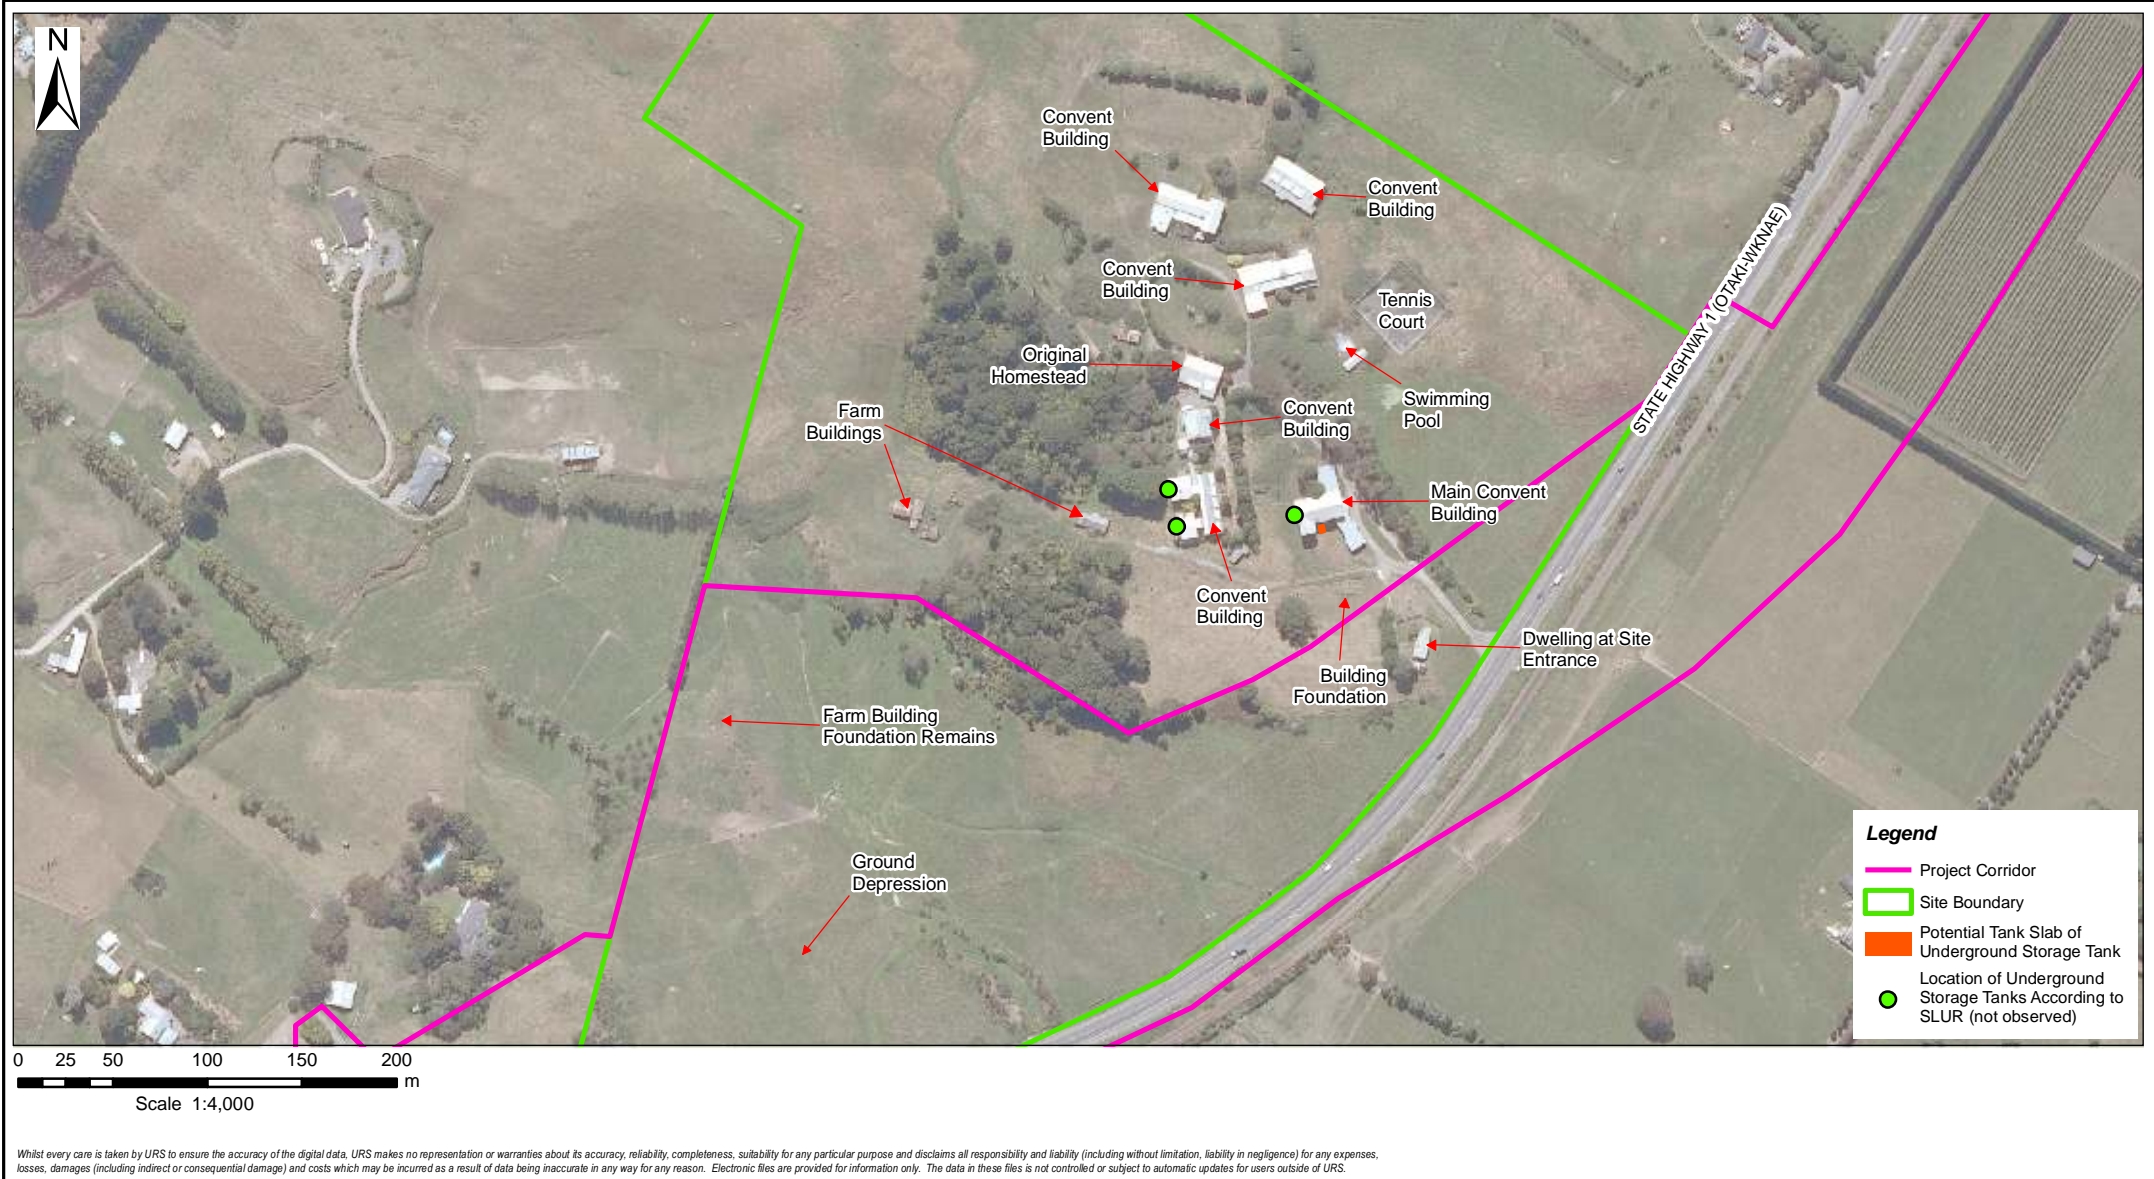 N
Convent
Building
Convent
Building
Convent
Building
Tennis
Court
STATE HIGHWAY 1 (OTAKI-WKNAE)
Original
Homestead
Swimming
Pool
Farm
Buildings
Convent
Building
Main Convent
Building
Convent
Building
Dwelling at Site
Entrance
Building
Foundation
Farm Building
Foundation Remains
Ground
Depression
Legend
Project Corridor
Site Boundary
Potential Tank Slab of
Underground Storage Tank
Location of Underground
Storage Tanks According to
SLUR (not observed)
0 25 50 100 150 200
m
Scale 1:4,000
Whilst every care is taken by URS to ensure the accuracy of the digital data, URS makes no representation or warranties about its accuracy, reliability, completeness, suitability for any particular purpose and disclaims all responsibility and liability (including without limitation, liability in negligence) for any expenses,
losses, damages (including indirect or consequential damage) and costs which may be incurred as a result of data being inaccurate in any way for any reason. Electronic files are provided for information only. The data in these files is not controlled or subject to automatic updates for users outside of URS.